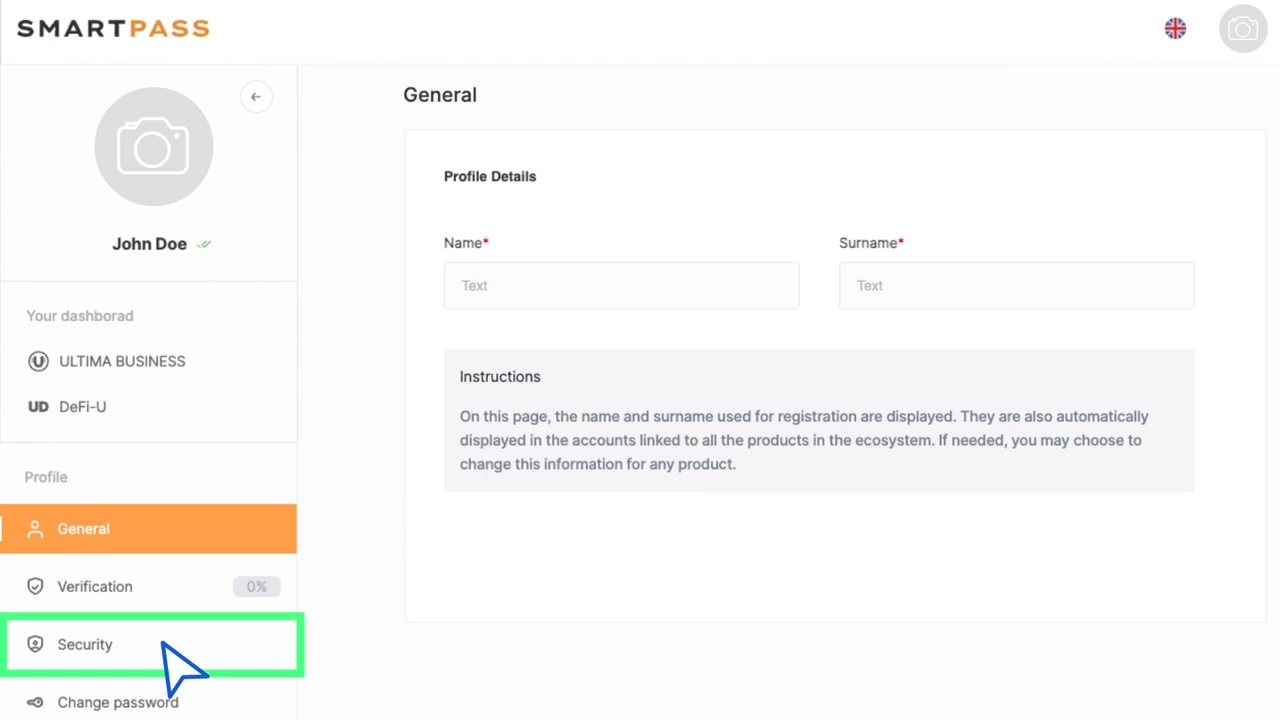 SMARTPASS
General
John Doe
Your dashborad
ULTIMA BUSINESS
UD DeFi-U
Profile
General
Verification 0%
Security
Change password
Profile Details
Name* Surname*
Text Text
Instructions
On this page, the name and surname used for registration are displayed. They are also automatically
displayed in the accounts linked to all the products in the ecosystem. If needed, you may choose to
change this information for any product.